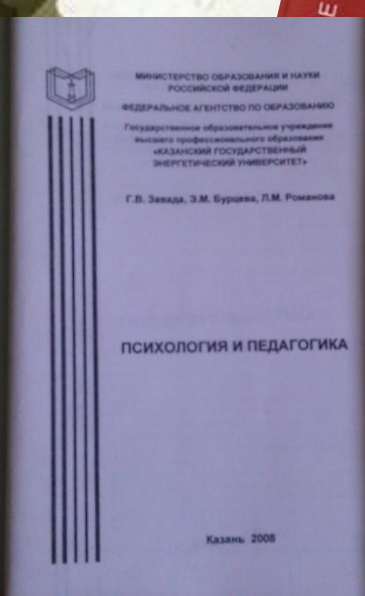 МИНИСТЕРСТВО ОБРАЗОВАНИЯ И НАУКИ
РОССИЙСКОЙ ФЕДЕРАЦИИ
ФЕДЕРАЛЬНОЕ АГЕНТСТВО ПО ОБРАЗОВАНИЮ
Государственное образовательное учреждение
высшего профессионального образования
«КАЗАНСКИЙ ГОСУДАРСТВЕННЫЙ
ЭНЕРГЕТИЧЕСКИЙ УНИВЕРСИТЕТ»
Г.В. Завада, Э.М. Бурцева, Л.М. Романова
ПСИХОЛОГИЯ И ПЕДАГОГИКА
Казань 2008